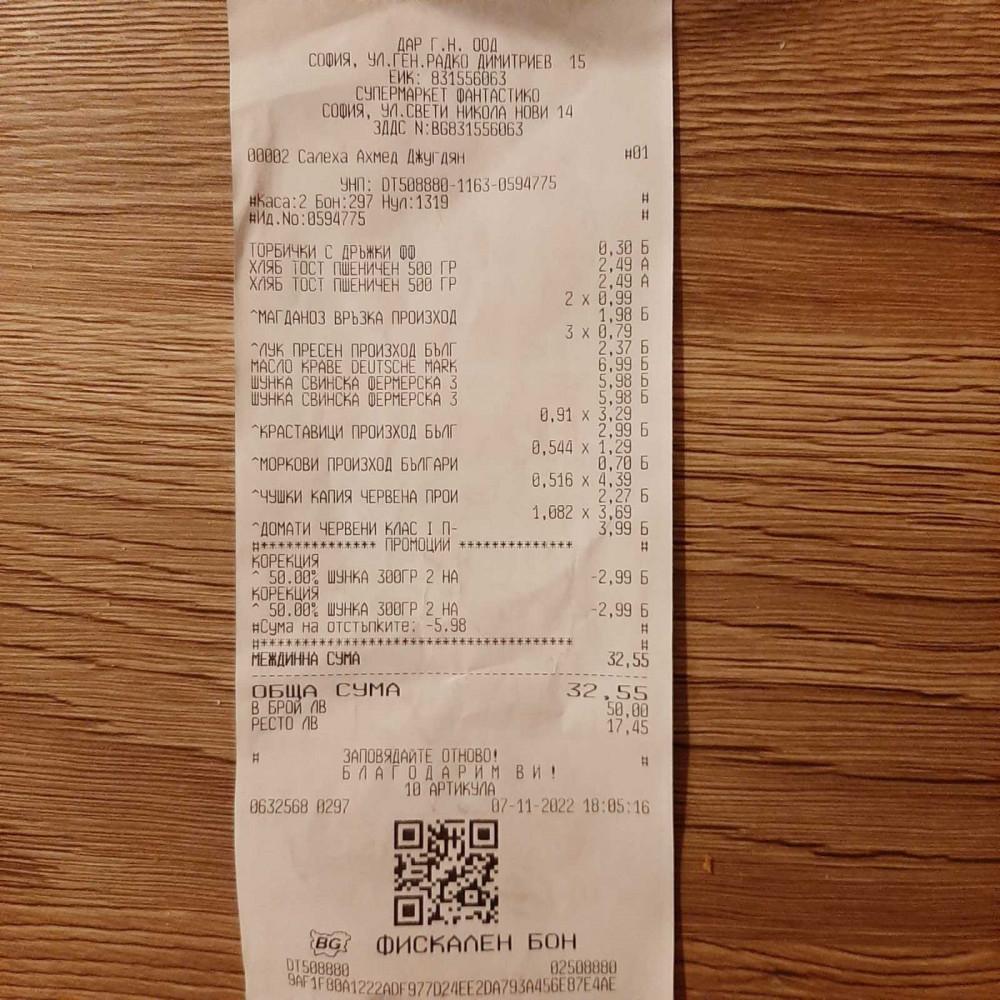 ДАР Г.Н. ООД
СОФИЯ, УЛ.ГЕН.РАДКО ДИМИТРИЕВ 15
ЕИК: 831556063
СУПЕРМАРКЕТ ФАНТАСТИКО
СОФИЯ, УЛ.СВЕТИ НИКОЛА НОВИ 14
ЗДДС N:BG831556063
00002 Салеха Ахмед Джугдян #01
УНП: DT508880-1163-0594775
#Каса:2 Бон:297 Нул:1319 #
#Ид.No:0594775 #
ТОРБИЧКИ С ДРЪЖКИ ФФ 0,30 Б
ХЛЯБ ТОСТ ПШЕНИЧЕН 500 ГР 2,49 А
ХЛЯБ ТОСТ ПШЕНИЧЕН 500 ГР 2,49 А
2 x 0,99
^МАГДАНОЗ ВРЪЗКА ПРОИЗХОД 1,98 Б
3 x 0,79
^ЛУК ПРЕСЕН ПРОИЗХОД БЪЛГ 2,37 Б
МАСЛО КРАВЕ DEUTSCHE MARK 6,99 Б
ШУНКА СВИНСКА ФЕРМЕРСКА 3 5,98 Б
ШУНКА СВИНСКА ФЕРМЕРСКА 3 5,98 Б
0,91 x 3,29
^КРАСТАВИЦИ ПРОИЗХОД БЪЛГ 2,99 Б
0,544 x 1,29
^МОРКОВИ ПРОИЗХОД БЪЛГАРИ 0,70 Б
0,516 x 4,39
^ЧУШКИ КАПИЯ ЧЕРВЕНА ПРОИ 2,27 Б
1,082 x 3,69
^ДОМАТИ ЧЕРВЕНИ КЛАС I П- 3,99 Б
#************** ПРОМОЦИИ ************** #
КОРЕКЦИЯ
^ 50.00% ШУНКА 300ГР 2 НА -2,99 Б
КОРЕКЦИЯ
^ 50.00% ШУНКА 300ГР 2 НА -2,99 Б
#Сума на отстъпките: -5.98 #
#************************************** #
МЕЖДИННА СУМА 32,55
ОБЩА СУМА 32,55
В БРОЙ ЛВ 50,00
РЕСТО ЛВ 17,45
# ЗАПОВЯДАЙТЕ ОТНОВО! #
Б Л А Г О Д А Р И М В И !
10 АРТИКУЛА
0632568 0297 07-11-2022 18:05:16
BG ФИСКАЛЕН БОН
DT508880 02508880
9AF1F80A1222ADF977D24EE2DA793A456E87E4AE